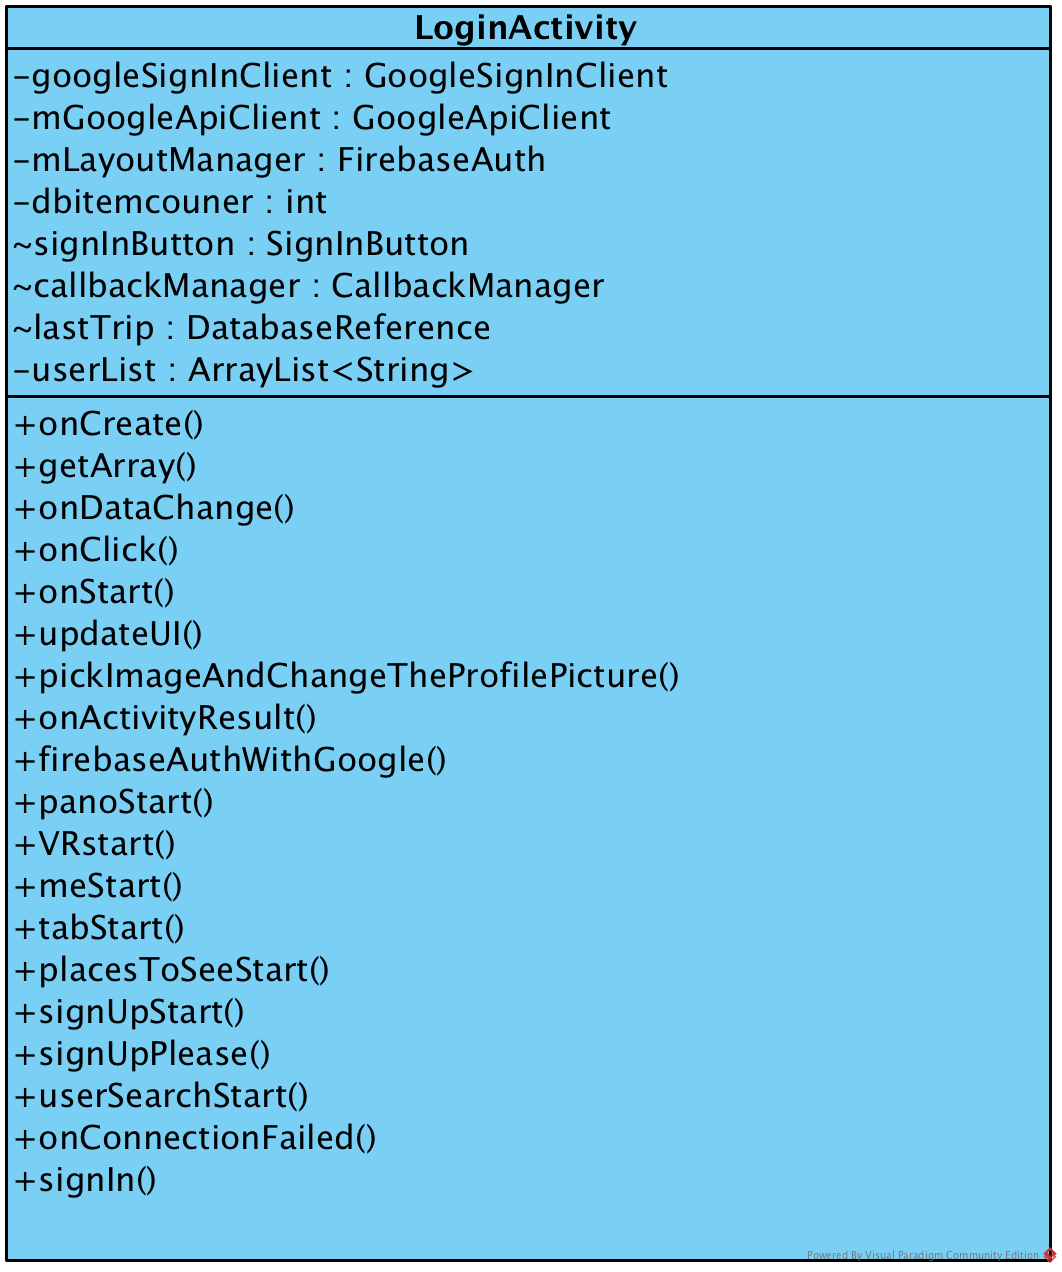 LoginActivity
-googleSignInClient : GoogleSignInClient
-mGoogleApiClient : GoogleApiClient
-mLayoutManager : FirebaseAuth
-dbitemcouner : int
~signInButton : SignInButton
~callbackManager : CallbackManager
~lastTrip : DatabaseReference
-userList : ArrayList<String>
+onCreate()
+getArray()
+onDataChange()
+onClick()
+onStart()
+updateUI()
+pickImageAndChangeTheProfilePicture()
+onActivityResult()
+firebaseAuthWithGoogle()
+panoStart()
+VRstart()
+meStart()
+tabStart()
+placesToSeeStart()
+signUpStart()
+signUpPlease()
+userSearchStart()
+onConnectionFailed()
+signIn()
Powered By Visual Paradigm Community Edition